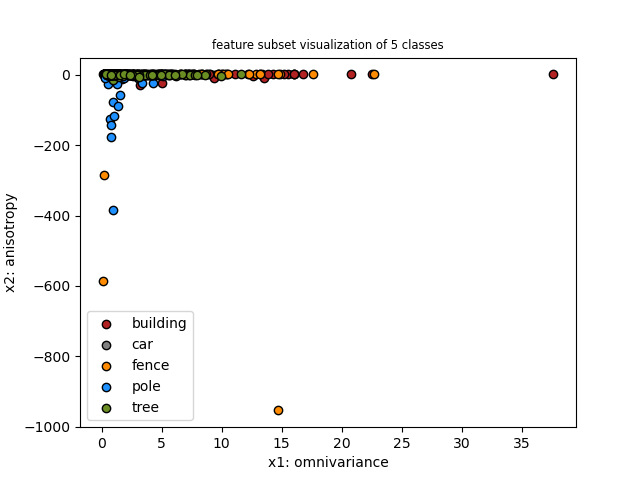 feature subset visualization of 5 classes
x2: anisotropy
0
−200
−400
−600
−800
−1000
building
car
fence
pole
tree
0 5 10 15 20 25 30 35
x1: omnivariance